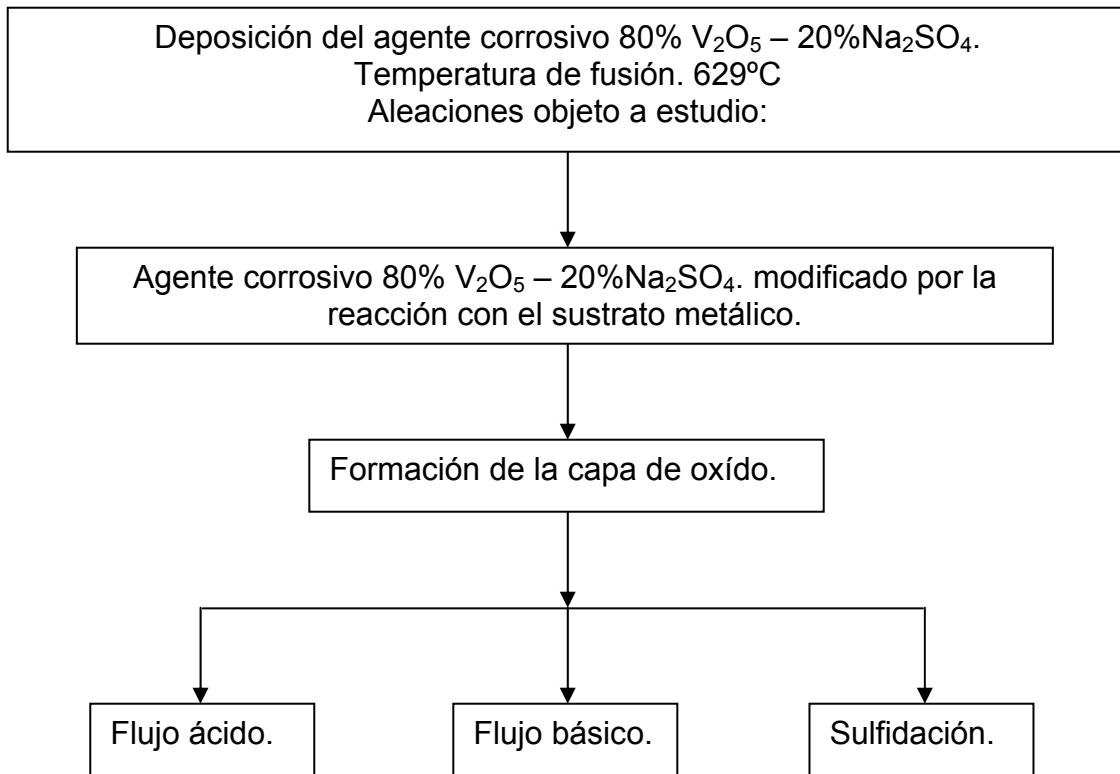 Deposición del agente corrosivo 80% V₂O₅ – 20%Na₂SO₄.
Temperatura de fusión. 629ºC
Aleaciones objeto a estudio:
Agente corrosivo 80% V₂O₅ – 20%Na₂SO₄. modificado por la
reacción con el sustrato metálico.
Formación de la capa de oxído.
Flujo ácido.
Flujo básico.
Sulfidación.